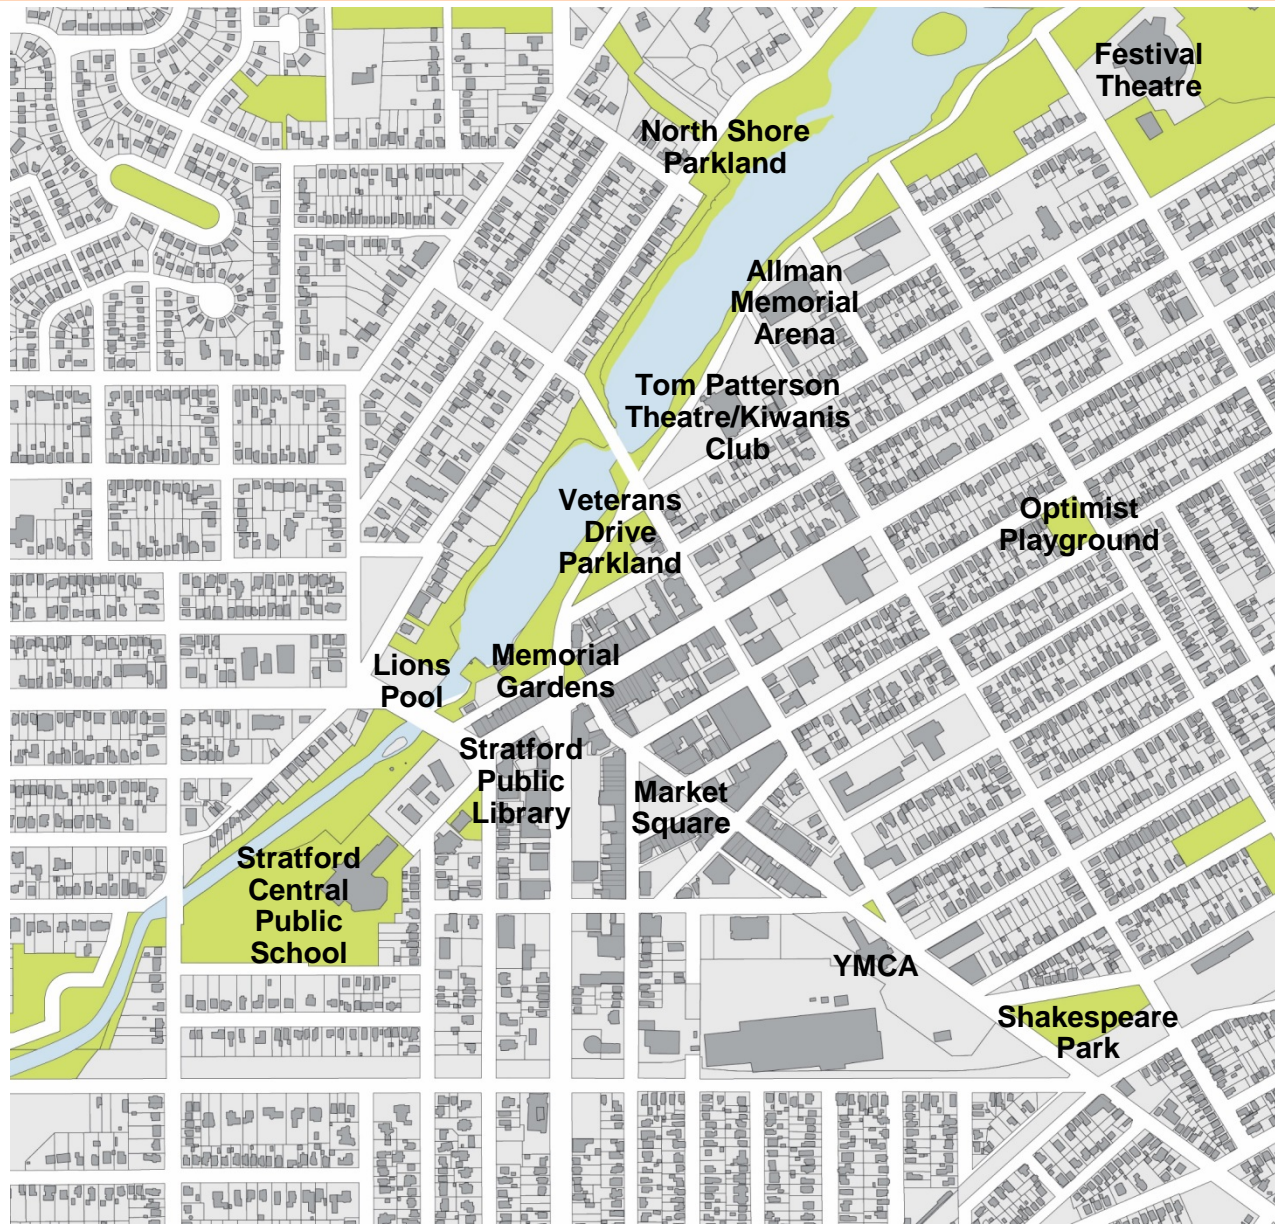 Festival
Theatre
North Shore
Parkland
Allman
Memorial
Arena
Tom Patterson
Theatre/Kiwanis
Club
Veterans
Drive
Parkland
Optimist
Playground
Lions
Pool
Memorial
Gardens
Stratford
Public
Library
Market
Square
Stratford
Central
Public
School
YMCA
Shakespeare
Park